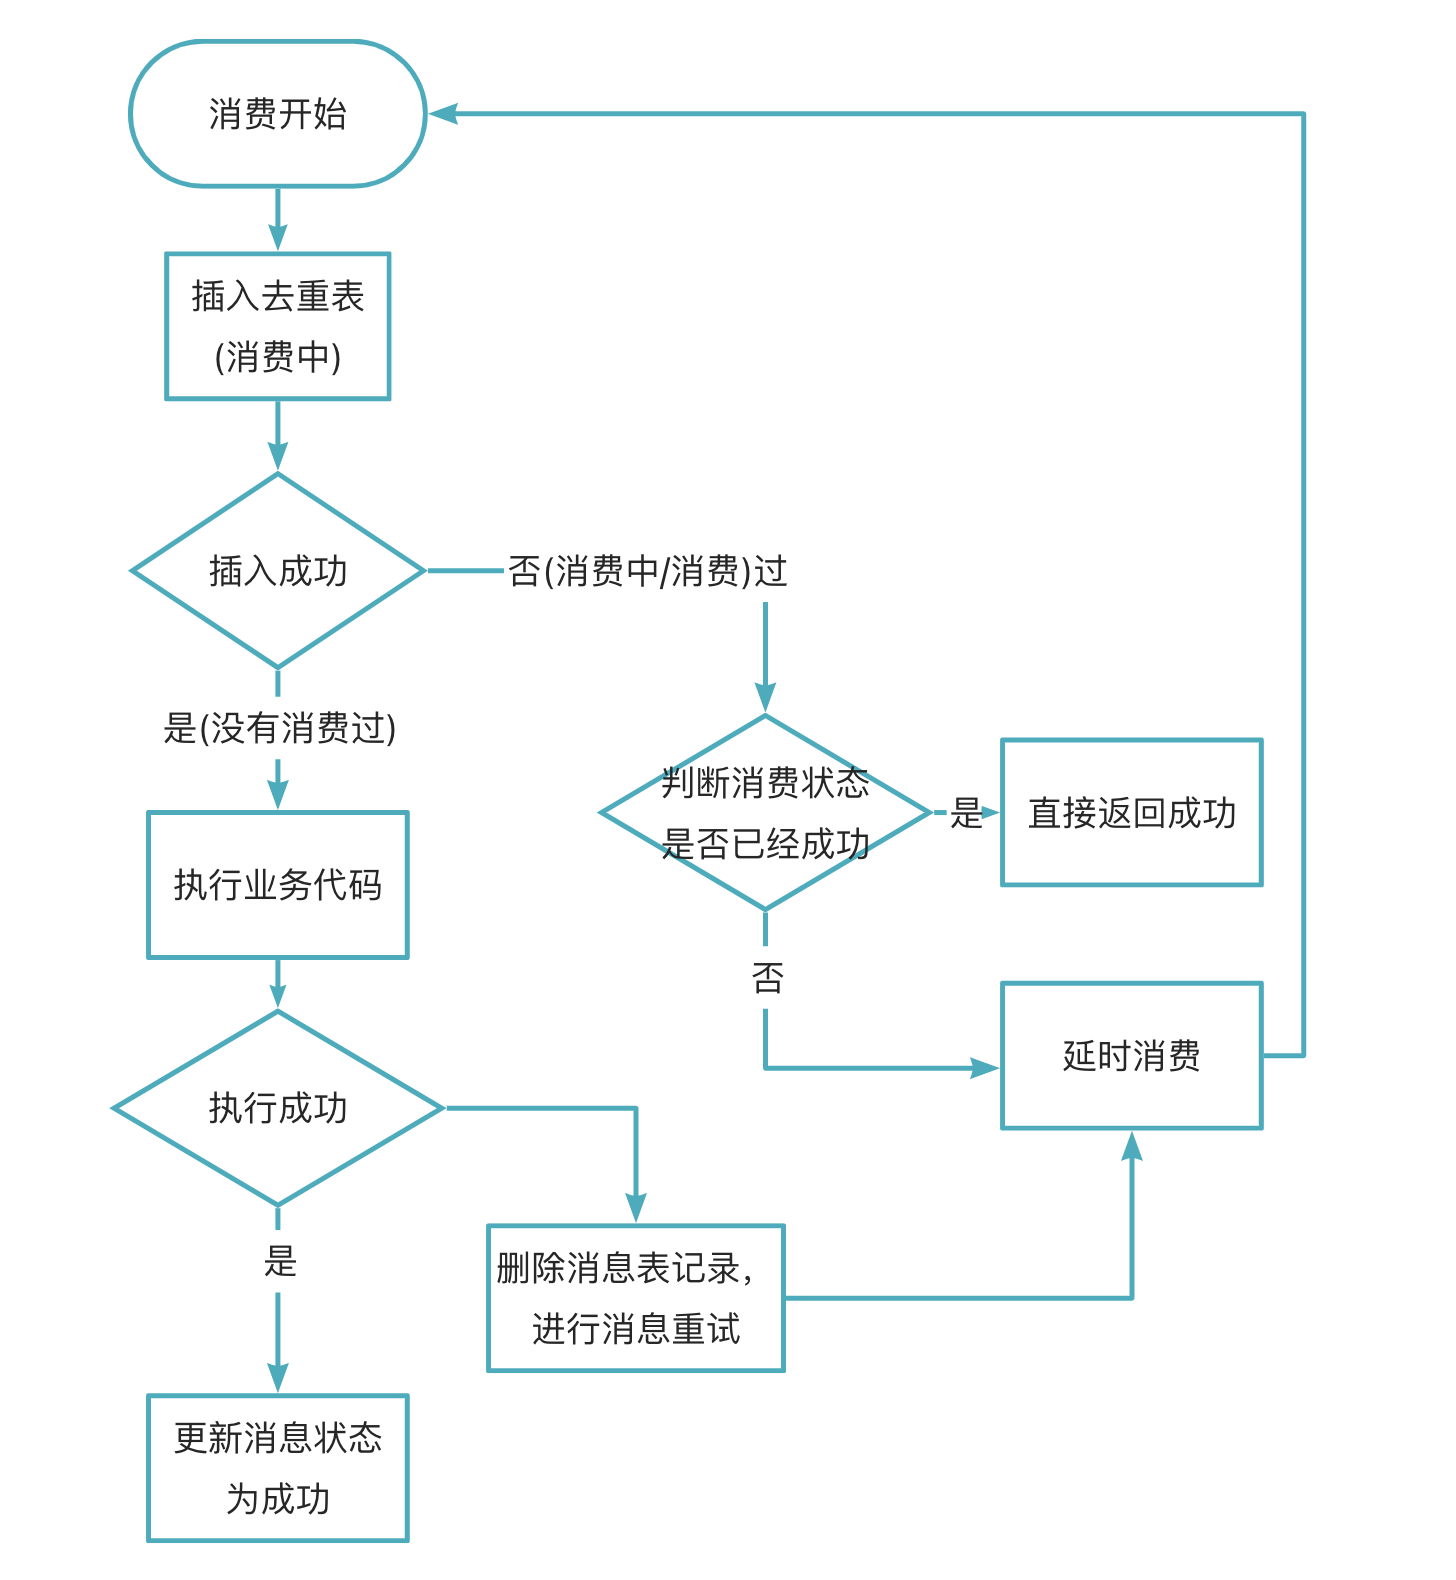 消费开始
插入去重表
(消费中)
插入成功
否(消费中/消费)过
是(没有消费过)
判断消费状态
是否已经成功
是
直接返回成功
执行业务代码
否
延时消费
执行成功
是
删除消息表记录，
进行消息重试
更新消息状态
为成功